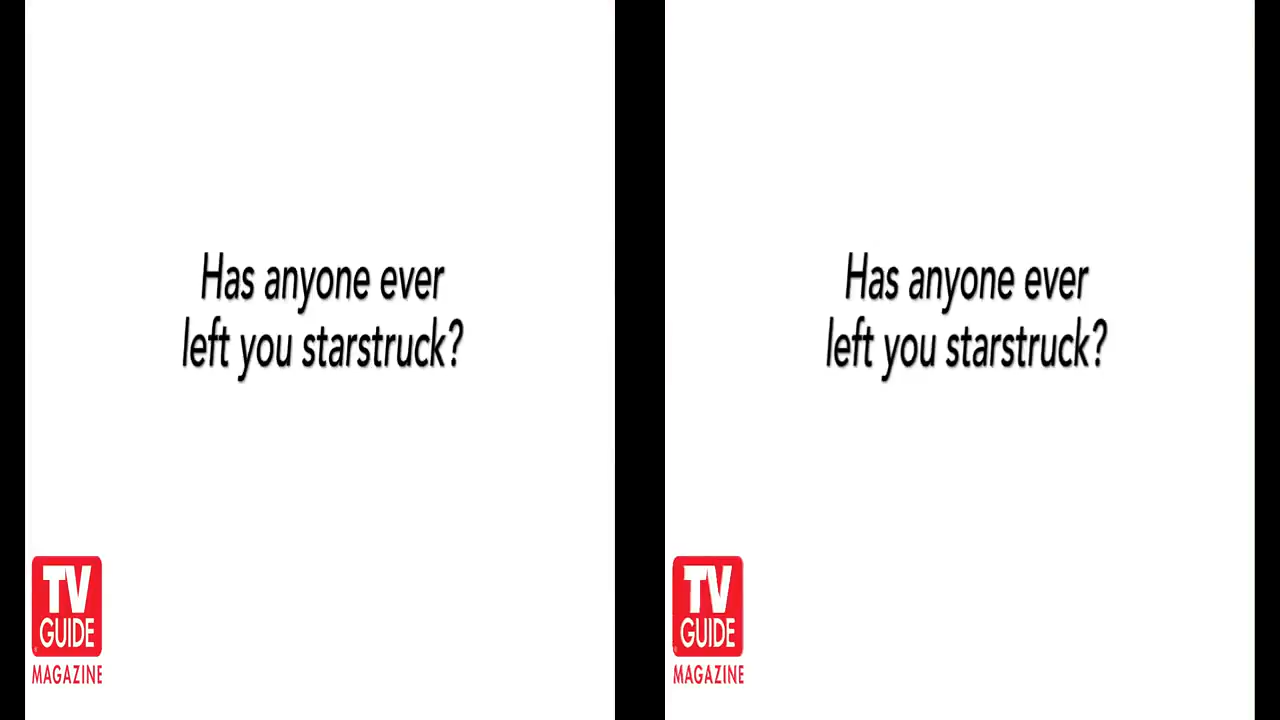 Has anyone ever
left you starstruck?
TV
GUIDE
MAGAZINE
Has anyone ever
left you starstruck?
TV
GUIDE
MAGAZINE